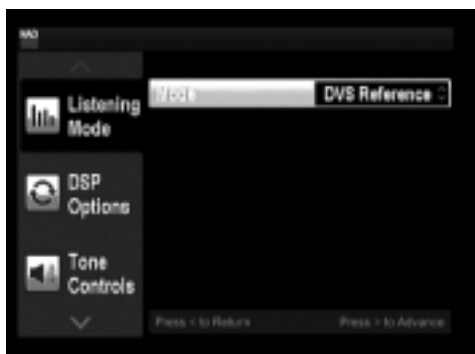 NAD
Listening
Mode
Mode DVS Reference
DSP
Options
Tone
Controls
Press < to Return Press > to Advance